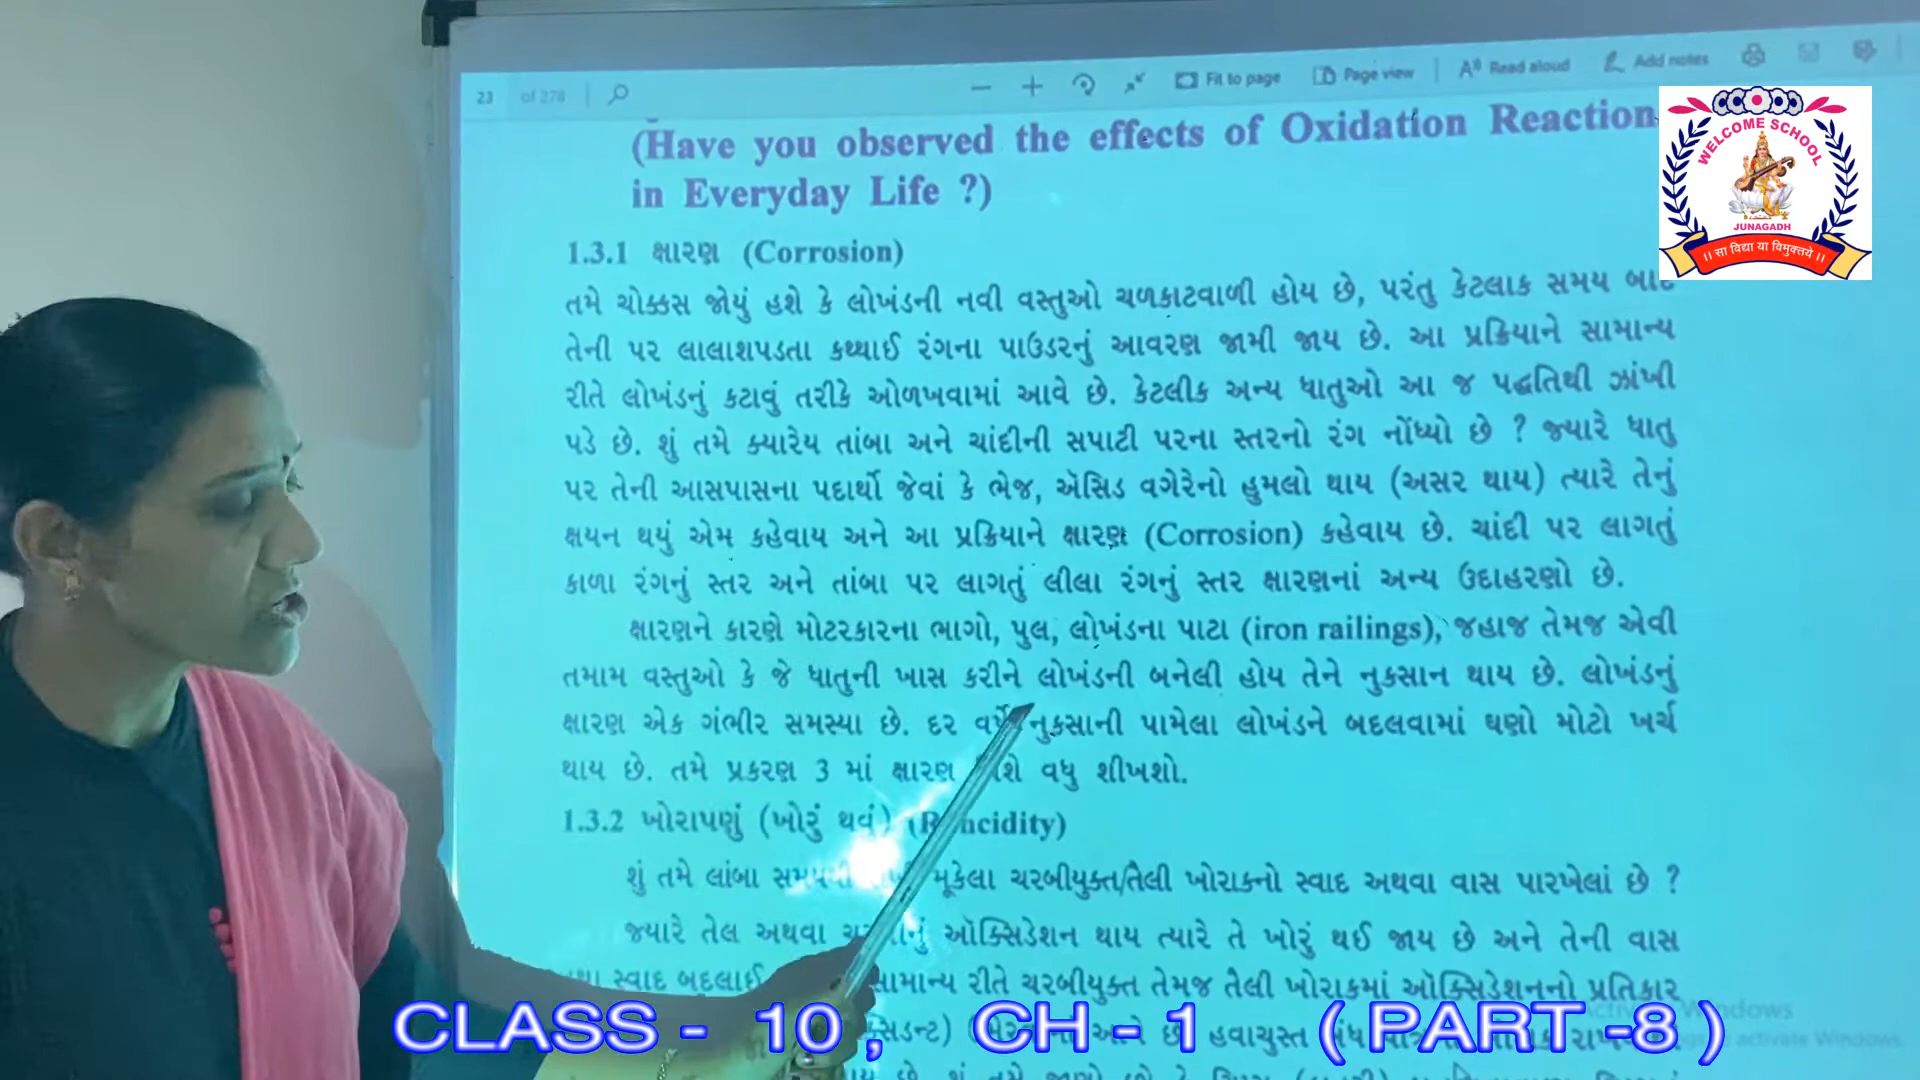 23 of 278 Fit to page Page view Read aloud Add notes
(Have you observed the effects of Oxidation Reaction
in Everyday Life ?)
WELCOME SCHOOL
JUNAGADH
।। सा विद्या या विमुक्तये ।।
1.3.1 ક્ષારણ (Corrosion)
તમે ચોક્કસ જોયું હશે કે લોખંડની નવી વસ્તુઓ ચળકાટવાળી હોય છે, પરંતુ કેટલાક સમય બાદ
તેની પર લાલાશપડતા કથ્થાઈ રંગના પાઉડરનું આવરણ જામી જાય છે. આ પ્રક્રિયાને સામાન્ય
રીતે લોખંડનું કટાવું તરીકે ઓળખવામાં આવે છે. કેટલીક અન્ય ધાતુઓ આ જ પદ્ધતિથી ઝાંખી
પડે છે. શું તમે ક્યારેય તાંબા અને ચાંદીની સપાટી પરના સ્તરનો રંગ નોંધ્યો છે ? જ્યારે ધાતુ
પર તેની આસપાસના પદાર્થો જેવાં કે ભેજ, ઍસિડ વગેરેનો હુમલો થાય (અસર થાય) ત્યારે તેનું
ક્ષયન થયું એમ કહેવાય અને આ પ્રક્રિયાને ક્ષારણ (Corrosion) કહેવાય છે. ચાંદી પર લાગતું
કાળા રંગનું સ્તર અને તાંબા પર લાગતું લીલા રંગનું સ્તર ક્ષારણનાં અન્ય ઉદાહરણો છે.
ક્ષારણને કારણે મોટરકારના ભાગો, પુલ, લોખંડના પાટા (iron railings), જહાજ તેમજ એવી
તમામ વસ્તુઓ કે જે ધાતુની ખાસ કરીને લોખંડની બનેલી હોય તેને નુકસાન થાય છે. લોખંડનું
ક્ષારણ એક ગંભીર સમસ્યા છે. દર વર્ષે નુકસાની પામેલા લોખંડને બદલવામાં ઘણો મોટો ખર્ચ
થાય છે. તમે પ્રકરણ 3 માં ક્ષારણ વધુ શીખશો.
1.3.2 ખોરાપણું (ખોરું થવું) (Rancidity)
શું તમે લાંબા મૂકેલા ચરબીયુક્ત/તૈલી ખોરાકનો સ્વાદ અથવા વાસ પારખેલાં છે ?
જ્યારે તેલ અથવા ઑક્સિડેશન થાય ત્યારે તે ખોરું થઈ જાય છે અને તેની વાસ
સ્વાદ બદલાઈ સામાન્ય રીતે ચરબીયુક્ત તેમજ તૈલી ખોરાકમાં ઑક્સિડેશનનો પ્રતિકાર
છે હવાચુસ્ત
CLASS - 10 , CH - 1 ( PART -8 )